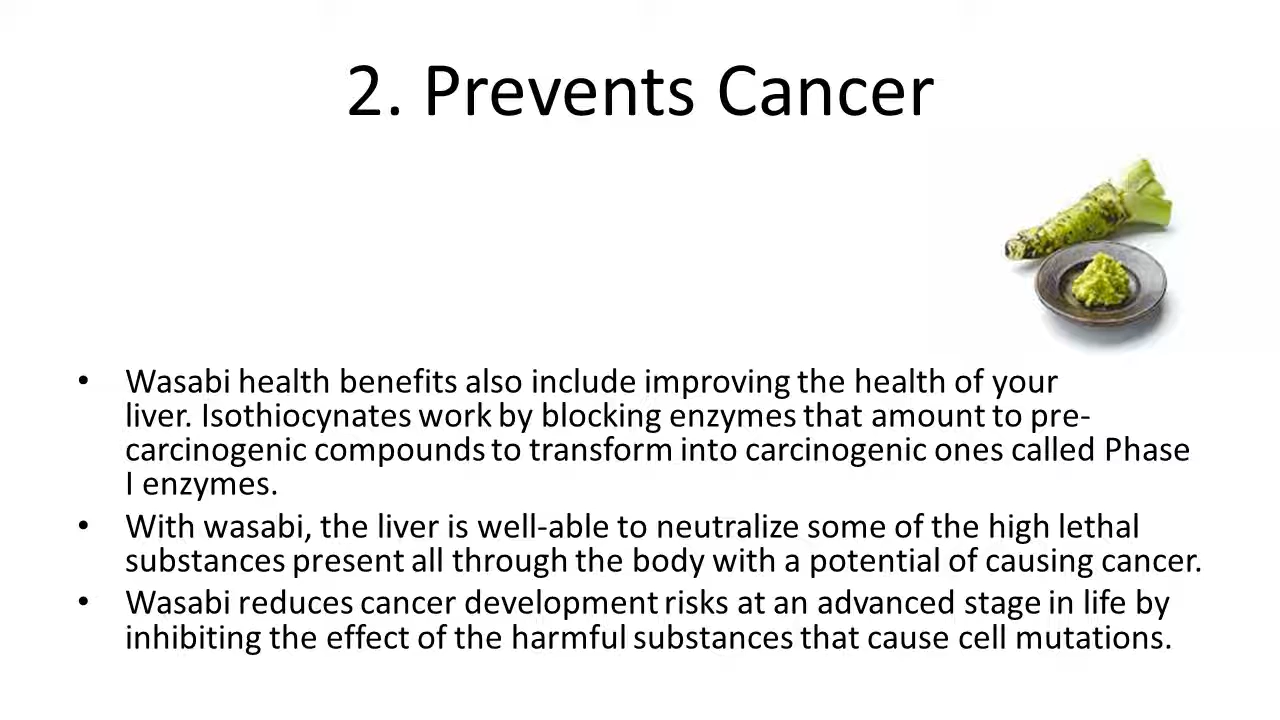 2. Prevents Cancer
• Wasabi health benefits also include improving the health of your
liver. Isothiocynates work by blocking enzymes that amount to pre-
carcinogenic compounds to transform into carcinogenic ones called Phase
I enzymes.
• With wasabi, the liver is well-able to neutralize some of the high lethal
substances present all through the body with a potential of causing cancer.
• Wasabi reduces cancer development risks at an advanced stage in life by
inhibiting the effect of the harmful substances that cause cell mutations.